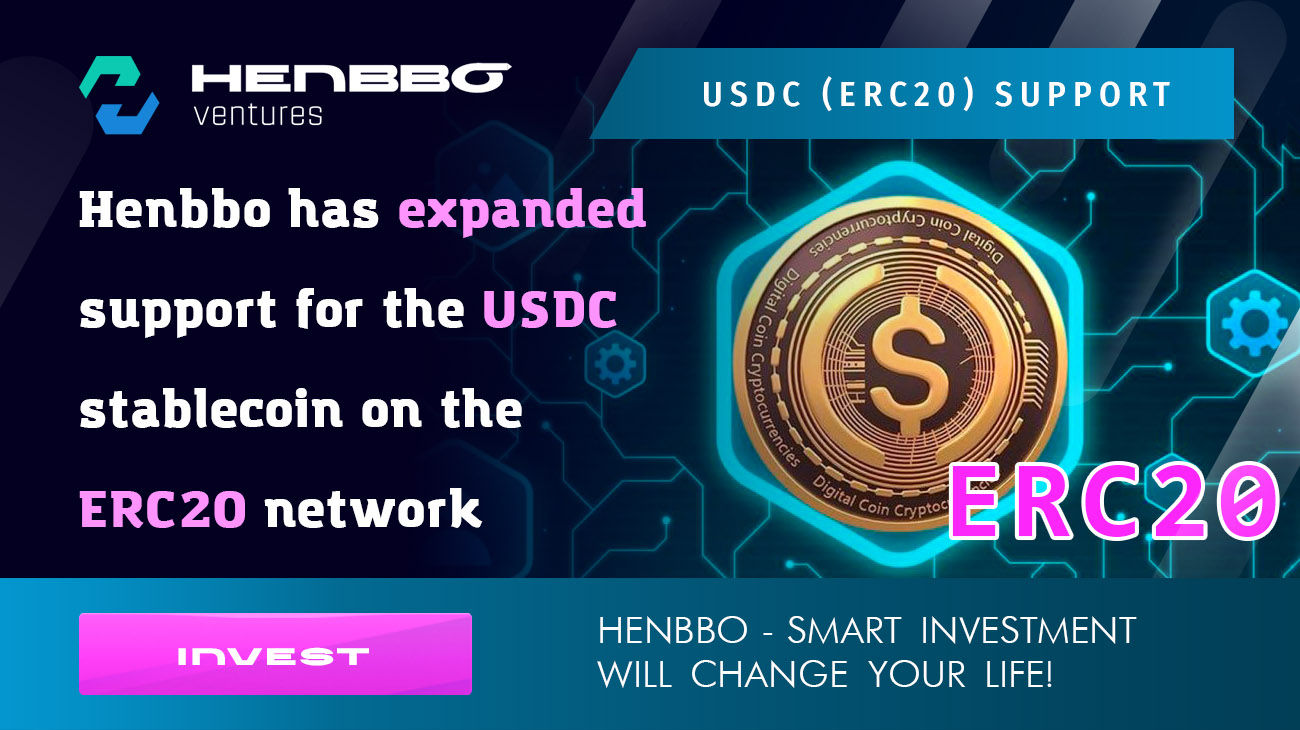 HENBBO
ventures
USDC (ERC20) SUPPORT
Henbbo has expanded
support for the USDC
stablecoin on the
ERC20 network
Digital Coin Cryptocurrencies
Digital Coin Cryptocurrencies
Digital Coin Cryptocurrencies
ERC20
INVEST
HENBBO - SMART INVESTMENT
WILL CHANGE YOUR LIFE!